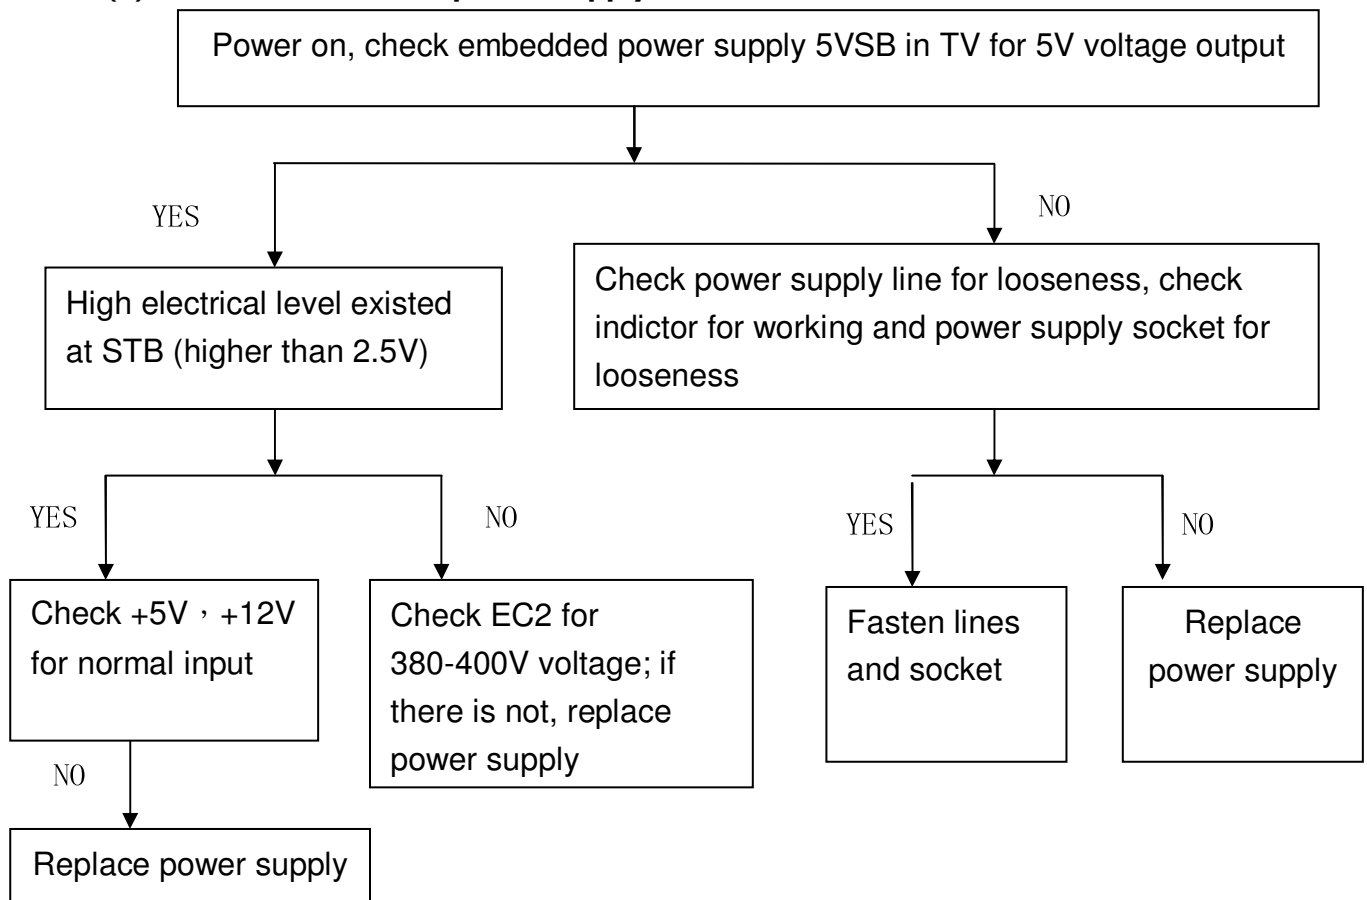 Power on, check embedded power supply 5VSB in TV for 5V voltage output
YES
NO
High electrical level existed
at STB (higher than 2.5V)
Check power supply line for looseness, check
indictor for working and power supply socket for
looseness
YES
NO
YES
NO
Check +5V，+12V
for normal input
Check EC2 for
380-400V voltage; if
there is not, replace
power supply
Fasten lines
and socket
Replace
power supply
NO
Replace power supply